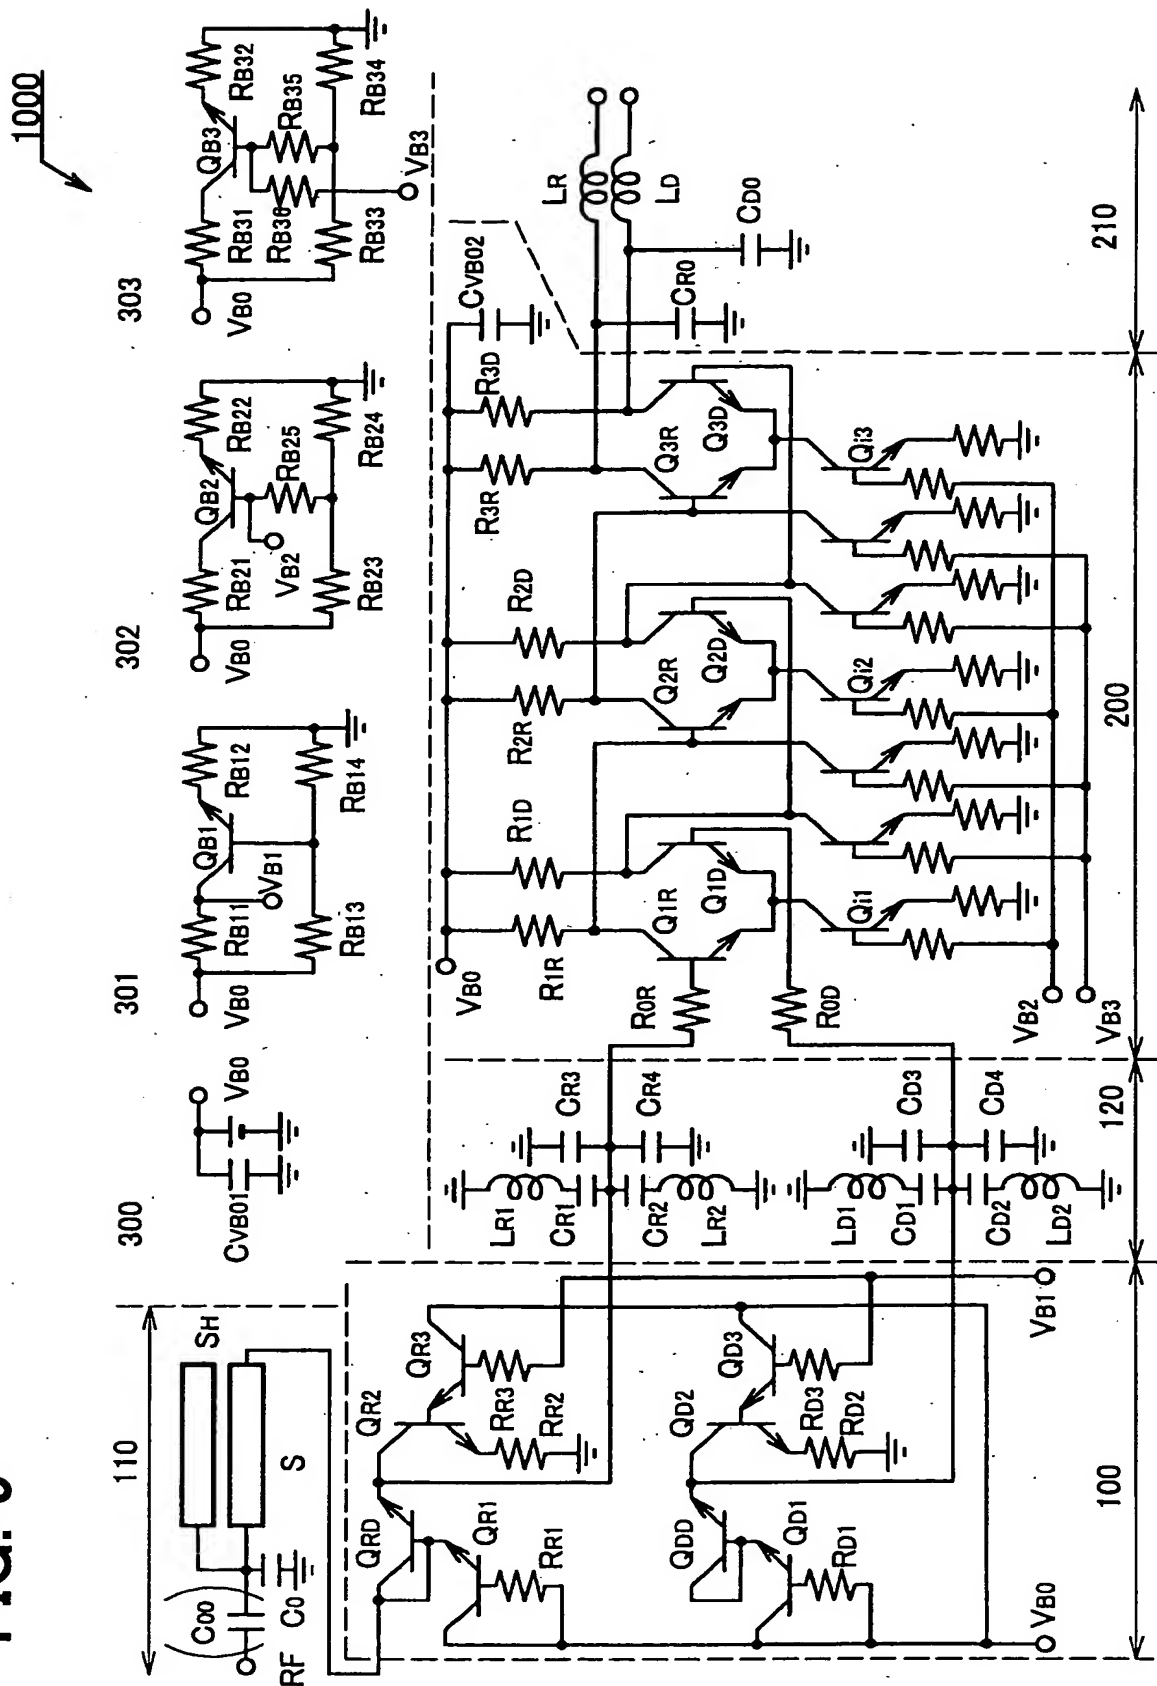 FIG. 6
1000
110
SH
S
C00
C0
RF
300
CVB01
VB0
301
VB0
RB11
VB1
QB1
RB12
RB13
RB14
302
VB0
RB21
VB2
QB2
RB22
RB25
RB23
RB24
303
VB0
RB31
RB36
QB3
RB32
RB35
RB33
RB34
VB3
QRD
QR1
RR1
QR2
QR3
RR3
RR2
QDD
QD1
RD1
QD2
QD3
RD3
RD2
VB0
VB1
100
LR1
CR1
CR2
LR2
CR3
CR4
LD1
CD1
CD2
LD2
CD3
CD4
120
VB0
R1R
R1D
R2R
R2D
R3R
R3D
R0R
R0D
Q1R
Q1D
Q2R
Q2D
Q3R
Q3D
Qi1
Qi2
Qi3
VB2
VB3
200
CVB02
LR
LD
CR0
CD0
210